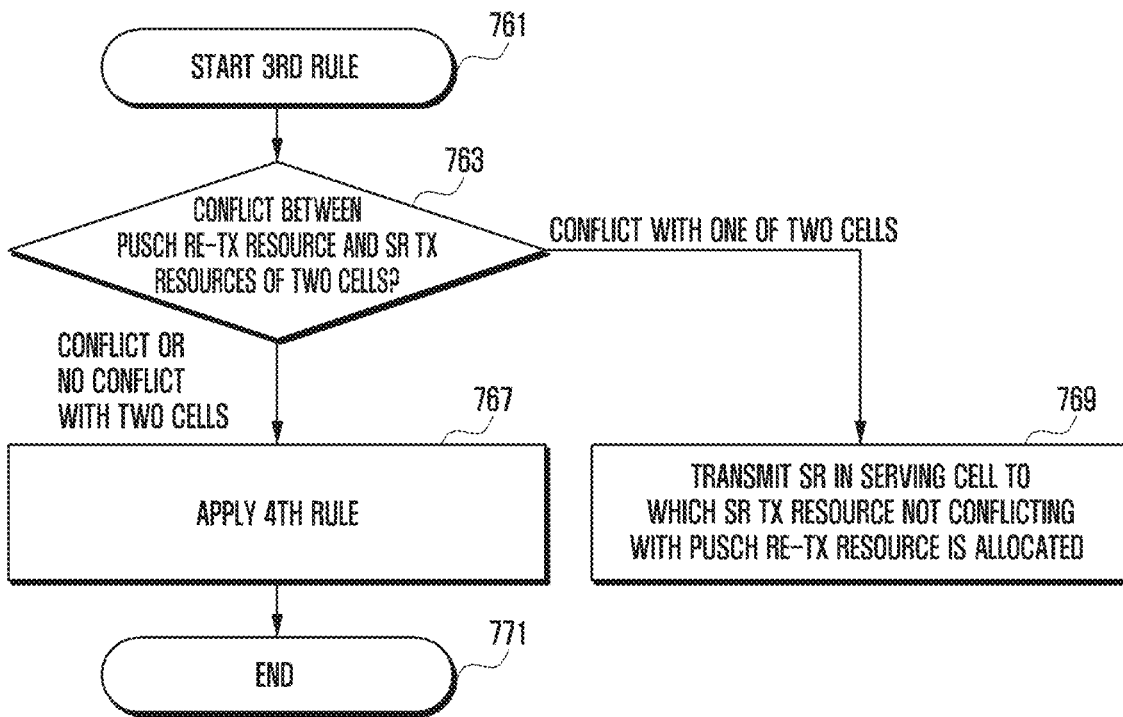 761
START 3RD RULE
763
CONFLICT BETWEEN
PUSCH RE-TX RESOURCE AND SR TX
RESOURCES OF TWO CELLS?
CONFLICT WITH ONE OF TWO CELLS
CONFLICT OR
NO CONFLICT
WITH TWO CELLS
767
APPLY 4TH RULE
769
TRANSMIT SR IN SERVING CELL TO
WHICH SR TX RESOURCE NOT CONFLICTING
WITH PUSCH RE-TX RESOURCE IS ALLOCATED
771
END